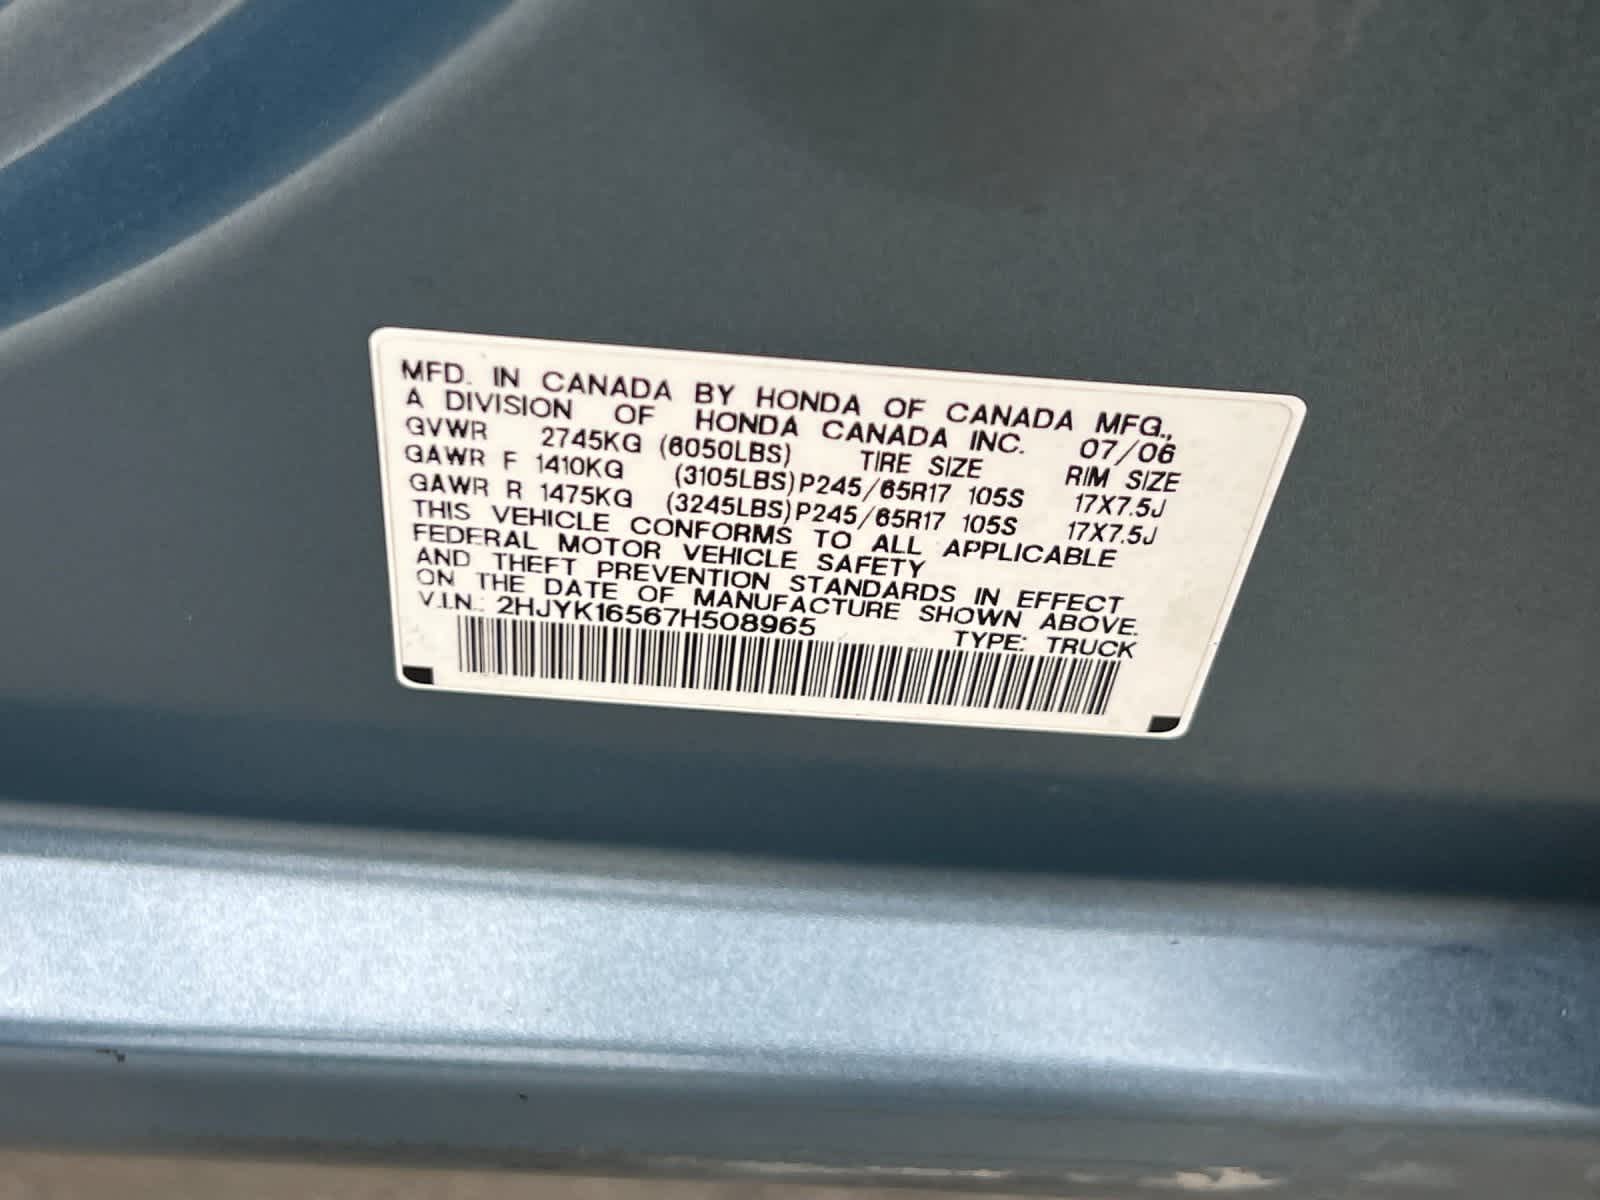 MFD. IN CANADA BY HONDA OF CANADA MFG.,
A DIVISION OF HONDA CANADA INC. 07/06
GVWR 2745KG (6050LBS) TIRE SIZE RIM SIZE
GAWR F 1410KG (3105LBS) P245/65R17 105S 17X7.5J
GAWR R 1475KG (3245LBS) P245/65R17 105S 17X7.5J
THIS VEHICLE CONFORMS TO ALL APPLICABLE
FEDERAL MOTOR VEHICLE SAFETY
AND THEFT PREVENTION STANDARDS IN EFFECT
ON THE DATE OF MANUFACTURE SHOWN ABOVE.
V.I.N.: 2HJYK16567H508965 TYPE: TRUCK